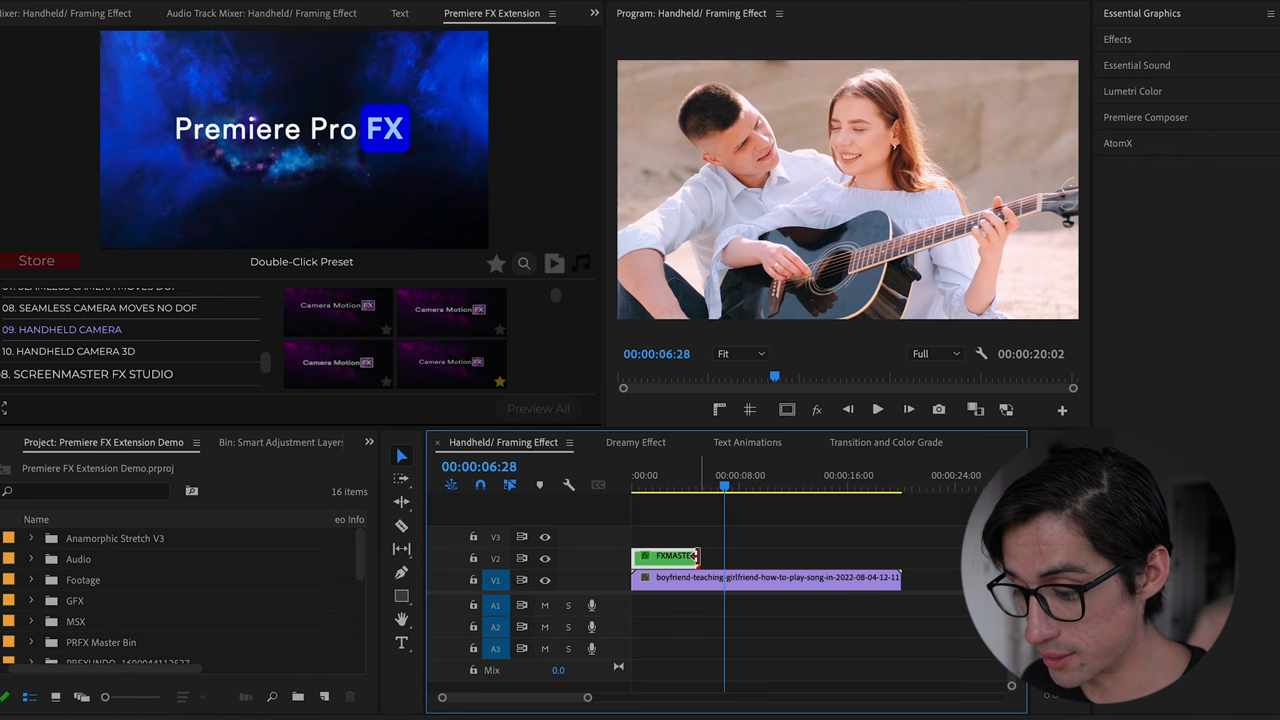 ixer: Handheld/ Framing Effect
Audio Track Mixer: Handheld/ Framing Effect
Text
Premiere FX Extension
Premiere Pro FX
Store
Double-Click Preset
07. SEAMLESS CAMERA MOVES DOF
08. SEAMLESS CAMERA MOVES NO DOF
09. HANDHELD CAMERA
10. HANDHELD CAMERA 3D
08. SCREENMASTER FX STUDIO
Camera Motion FX
Camera Motion FX
Camera Motion FX
Camera Motion FX
Preview All
Program: Handheld/ Framing Effect
00:00:06:28
Fit
Full
00:00:20:02
Essential Graphics
Effects
Essential Sound
Lumetri Color
Premiere Composer
AtomX
Project: Premiere FX Extension Demo
Bin: Smart Adjustment Layers
Premiere FX Extension Demo.prproj
16 items
Name
eo Info
Anamorphic Stretch V3
Audio
Footage
GFX
MSX
PRFX Master Bin
Handheld/ Framing Effect
Dreamy Effect
Text Animations
Transition and Color Grade
00:00:06:28
:00:00
00:00:08:00
00:00:16:00
00:00:24:00
V3
V2
FXMASTE
V1
boyfriend-teaching-girlfriend-how-to-play-song-in-2022-08-04-12-11
A1
M
S
A2
M
S
A3
M
S
Mix
0.0